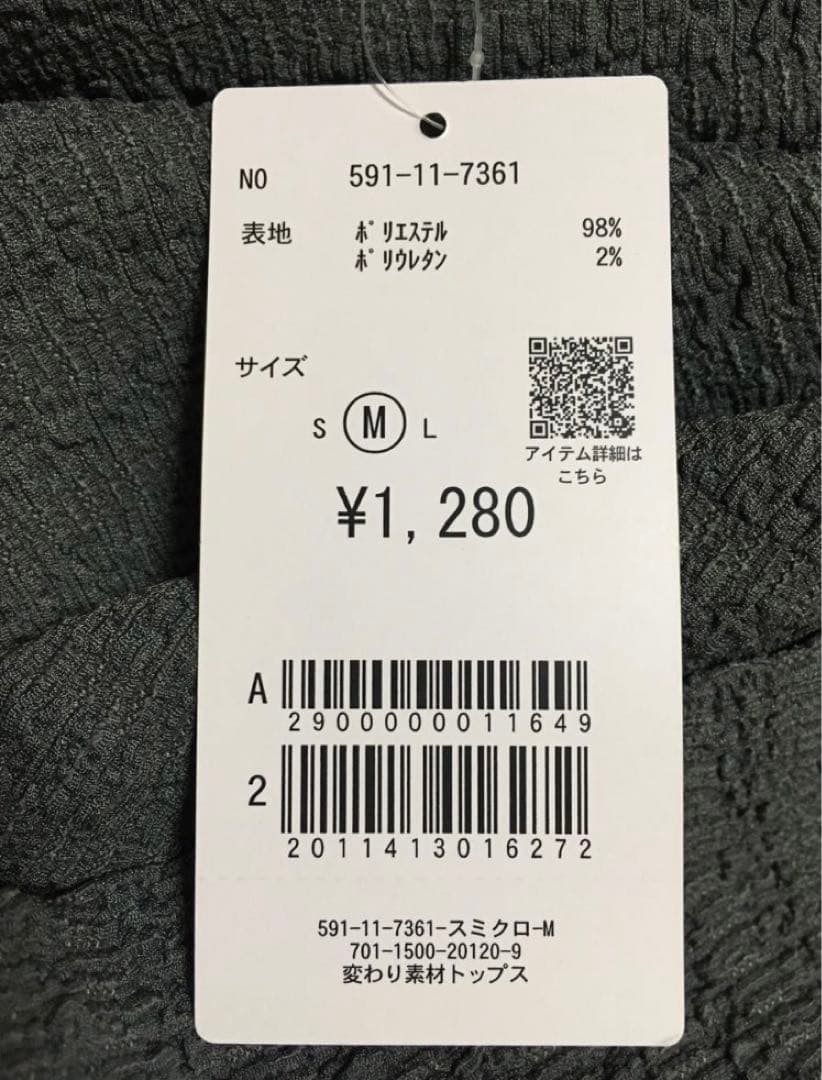 NO 591-11-7361
表地 ﾎﾟﾘｴｽﾃﾙ 98%
ﾎﾟﾘｳﾚﾀﾝ 2%
サイズ
S M L
アイテム詳細は
こちら
¥1,280
A
2900000011649
2
2011413016272
591-11-7361-スミクロ-M
701-1500-20120-9
変わり素材トップス